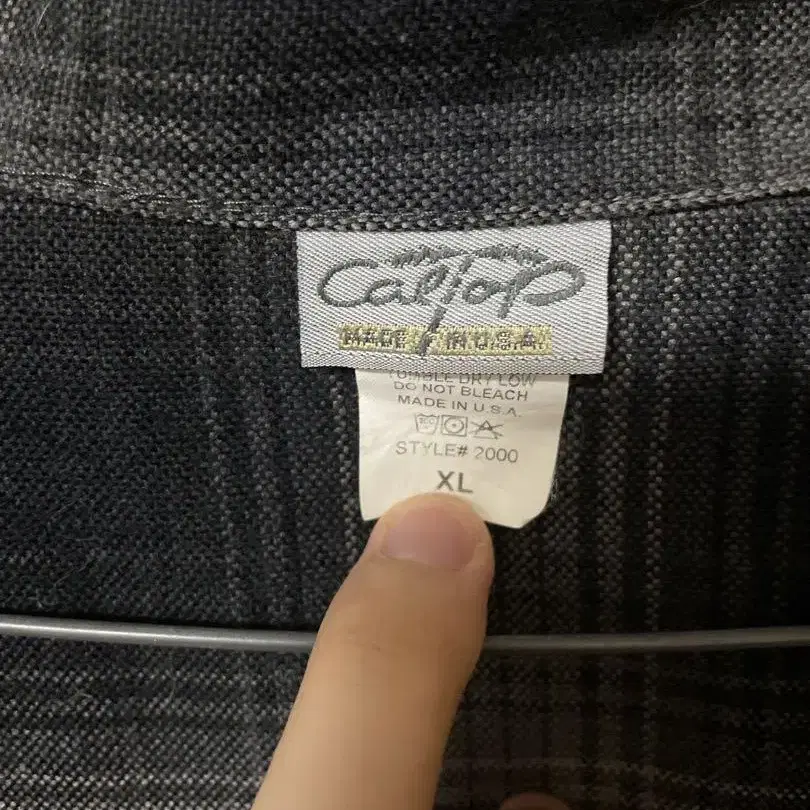 CalTop
MADE IN U.S.A.
TUMBLE DRY LOW
DO NOT BLEACH
MADE IN U.S.A.
STYLE# 2000
XL